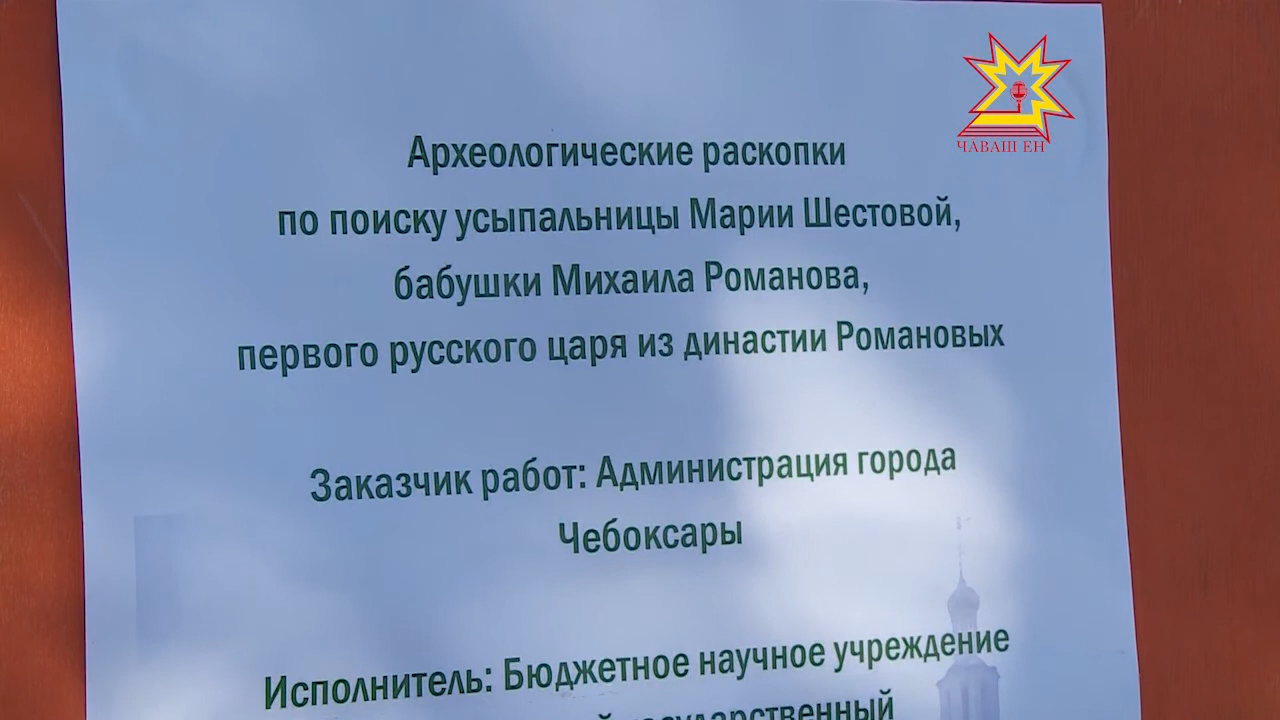 ЧӐВАШ ЕН
Археологические раскопки
по поиску усыпальницы Марии Шестовой,
бабушки Михаила Романова,
первого русского царя из династии Романовых
Заказчик работ: Администрация города
Чебоксары
Исполнитель: Бюджетное научное учреждение
государственный